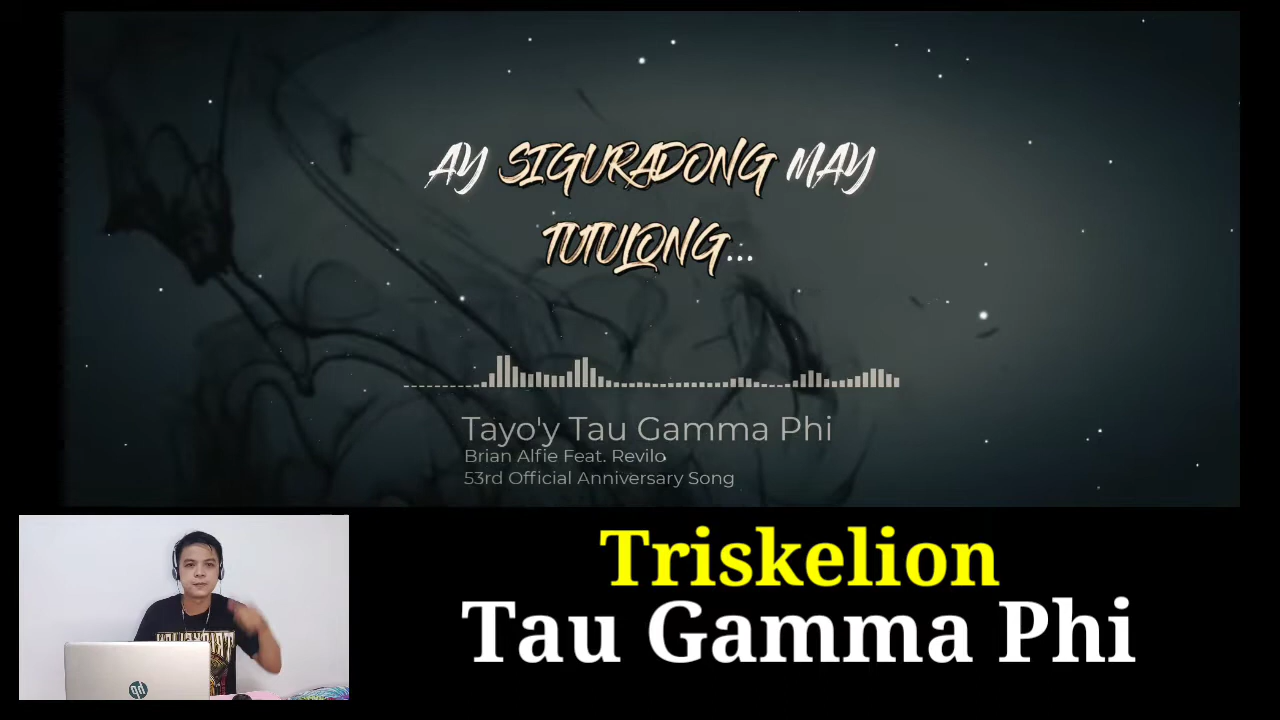 AY SIGURADONG MAY
TUTULONG...
Tayo'y Tau Gamma Phi
Brian Alfie Feat. Revilo
53rd Official Anniversary Song
Triskelion
Tau Gamma Phi
hp